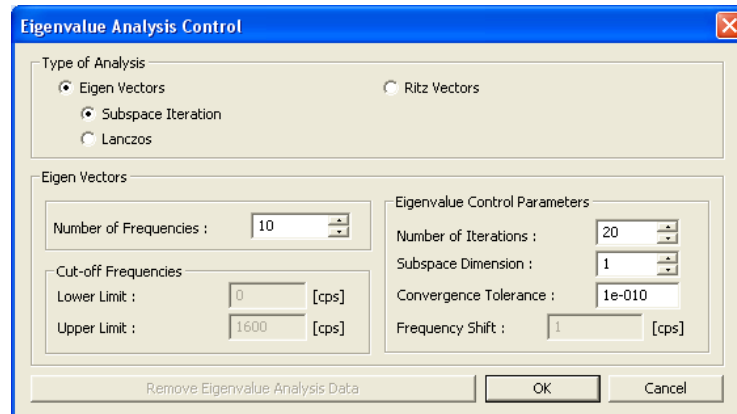 Eigenvalue Analysis Control
Type of Analysis
Eigen Vectors
Ritz Vectors
Subspace Iteration
Lanczos
Eigen Vectors
Number of Frequencies : 10
Cut-off Frequencies
Lower Limit : 0 [cps]
Upper Limit : 1600 [cps]
Eigenvalue Control Parameters
Number of Iterations : 20
Subspace Dimension : 1
Convergence Tolerance : 1e-010
Frequency Shift : 1 [cps]
Remove Eigenvalue Analysis Data
OK
Cancel